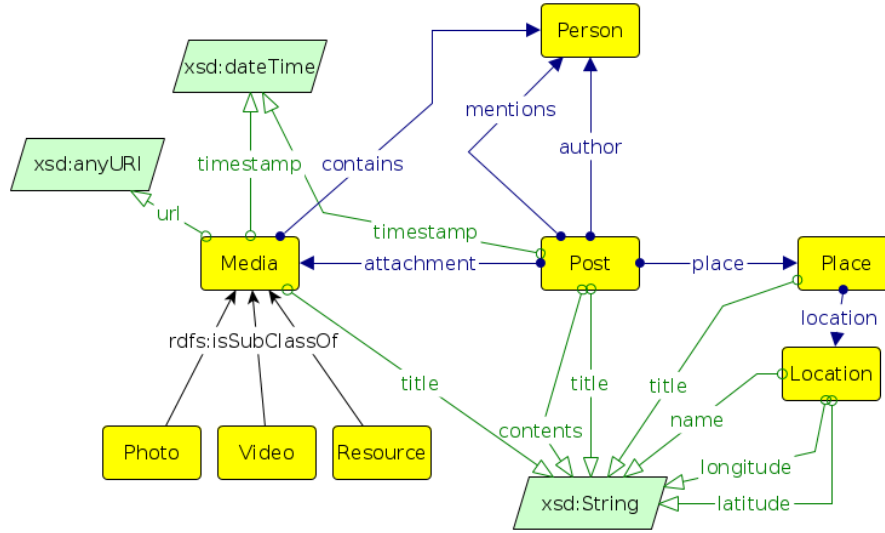 Person
xsd:dateTime
mentions
author
timestamp
contains
xsd:anyURI
url
timestamp
Media
attachment
Post
place
Place
location
rdfs:isSubClassOf
Location
title
title
title
name
contents
Photo
Video
Resource
longitude
xsd:String
latitude